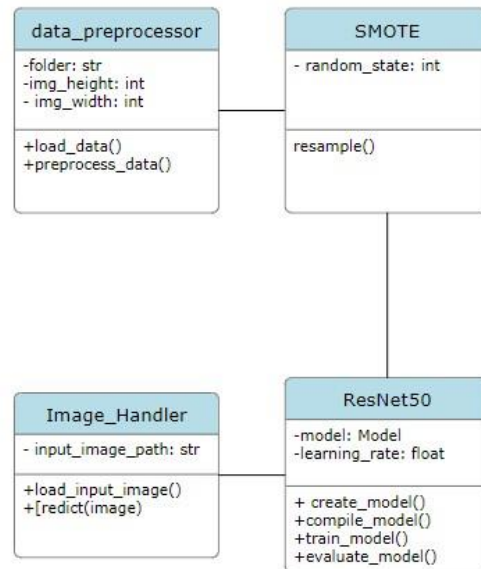 data_preprocessor
-folder: str
-img_height: int
- img_width: int
+load_data()
+preprocess_data()
SMOTE
- random_state: int
resample()
Image_Handler
- input_image_path: str
+load_input_image()
+[redict(image)
ResNet50
-model: Model
-learning_rate: float
+ create_model()
+compile_model()
+train_model()
+evaluate_model()